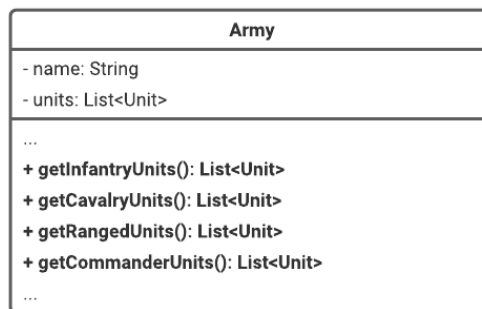 Army
- name: String
- units: List<Unit>
...
+ getInfantryUnits(): List<Unit>
+ getCavalryUnits(): List<Unit>
+ getRangedUnits(): List<Unit>
+ getCommanderUnits(): List<Unit>
...